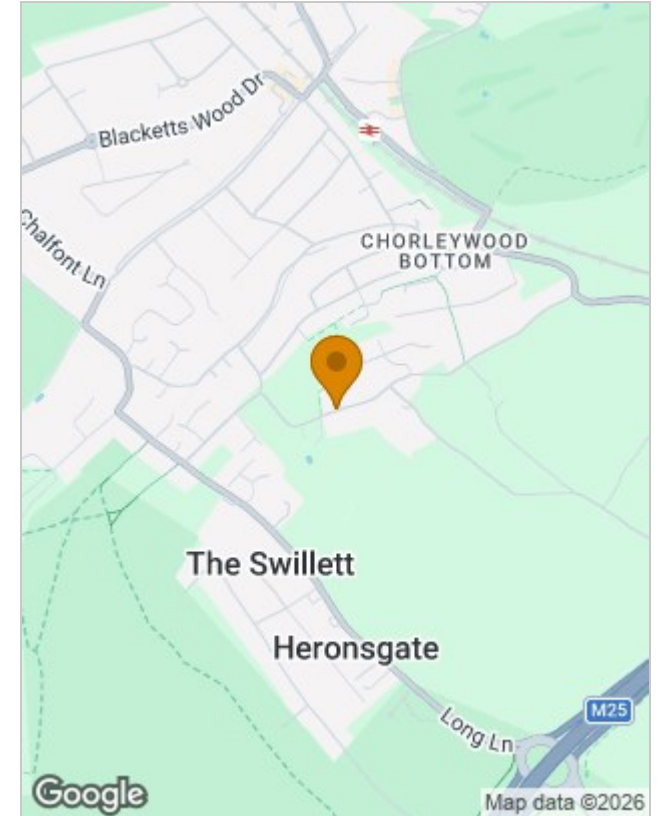 Blacketts Wood Dr
Chalfont Ln
CHORLEYWOOD
BOTTOM
The Swillett
Heronsgate
M25
Long Ln
Google
Map data ©2026